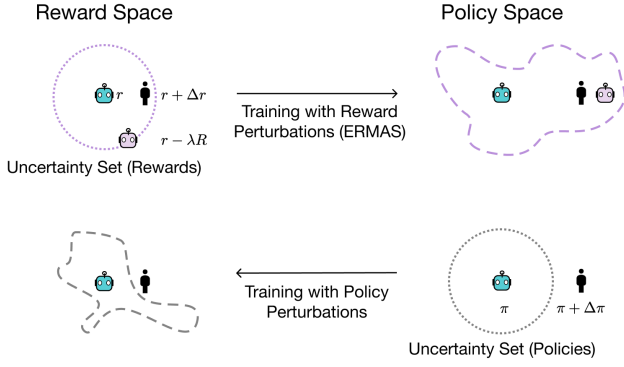 Reward Space
Policy Space
r
r + Δr
r − λR
Training with Reward
Perturbations (ERMAS)
Uncertainty Set (Rewards)
Training with Policy
Perturbations
π
π + Δπ
Uncertainty Set (Policies)